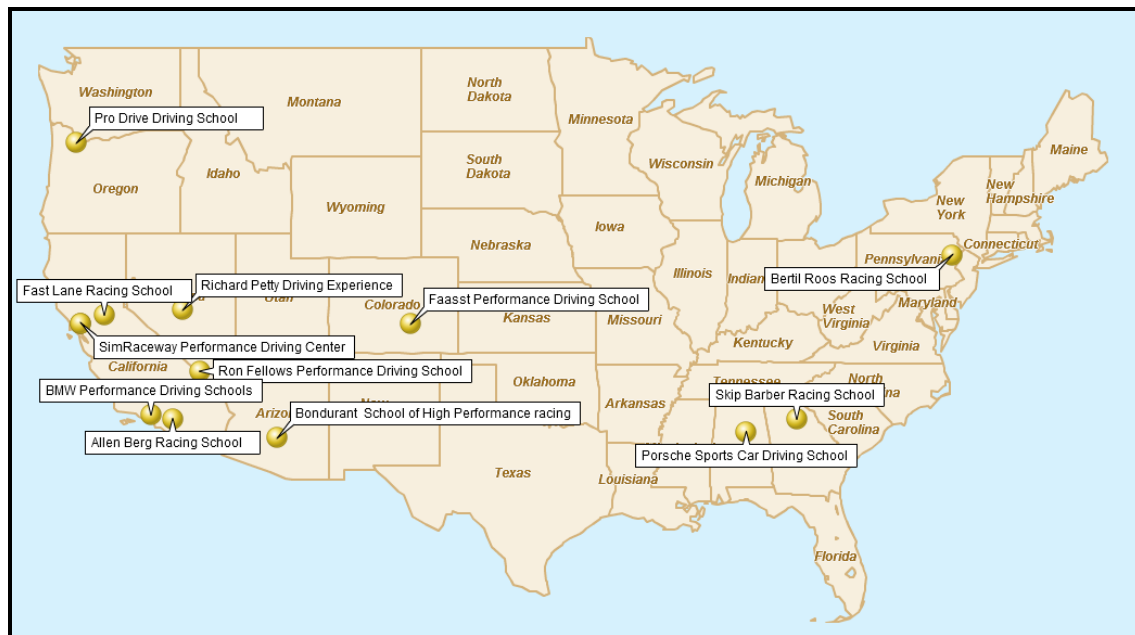 Washington
Montana
North
Dakota
Minnesota
Maine
Pro Drive Driving School
Oregon
Idaho
South
Dakota
Wisconsin
Michigan
New
York
New
Hampshire
Wyoming
Iowa
Nebraska
Connecticut
Pennsylvani
Illinois
Indian
Bertil Roos Racing School
Fast Lane Racing School
Richard Petty Driving Experience
Utah
Colorado
Faasst Performance Driving School
Kansas
Missouri
West
Virginia
Maryland
SimRaceway Performance Driving Center
Kentucky
Virginia
California
Ron Fellows Performance Driving School
BMW Performance Driving Schools
Oklahoma
Tennessee
North
Arkansas
Skip Barber Racing School
South
Carolina
Arizo
New
Bondurant School of High Performance racing
Allen Berg Racing School
Porsche Sports Car Driving School
Texas
Louisiana
Florida